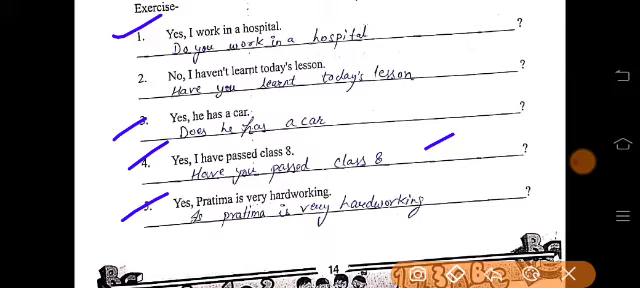 Exercise-
1. Yes, I work in a hospital.
Do you work in a hospital ?
2. No, I haven't learnt today's lesson.
Have you learnt today's lesson ?
3. Yes, he has a car.
Does he has a car ?
4. Yes, I have passed class 8.
Have you passed class 8 ?
5. Yes, Pratima is very hardworking.
Is pratima is very hardworking ?
14